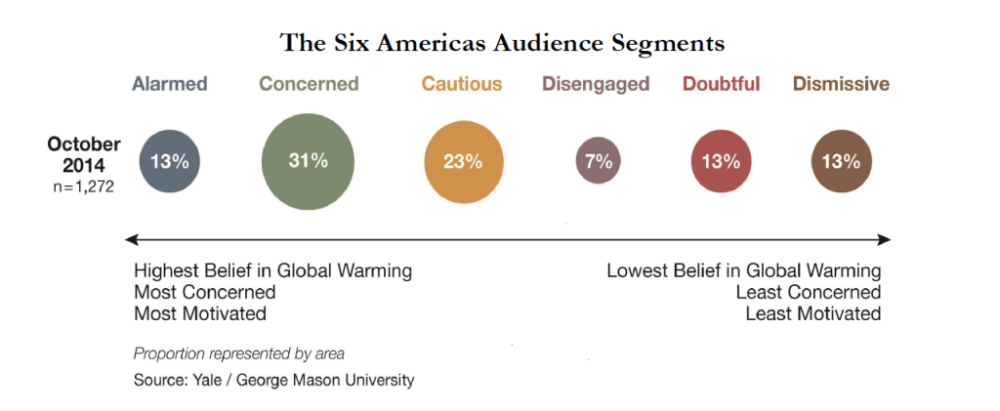 The Six Americas Audience Segments
Alarmed Concerned Cautious Disengaged Doubtful Dismissive
October
2014
n=1,272
13% 31% 23% 7% 13% 13%
Highest Belief in Global Warming
Most Concerned
Most Motivated
Lowest Belief in Global Warming
Least Concerned
Least Motivated
Proportion represented by area
Source: Yale / George Mason University